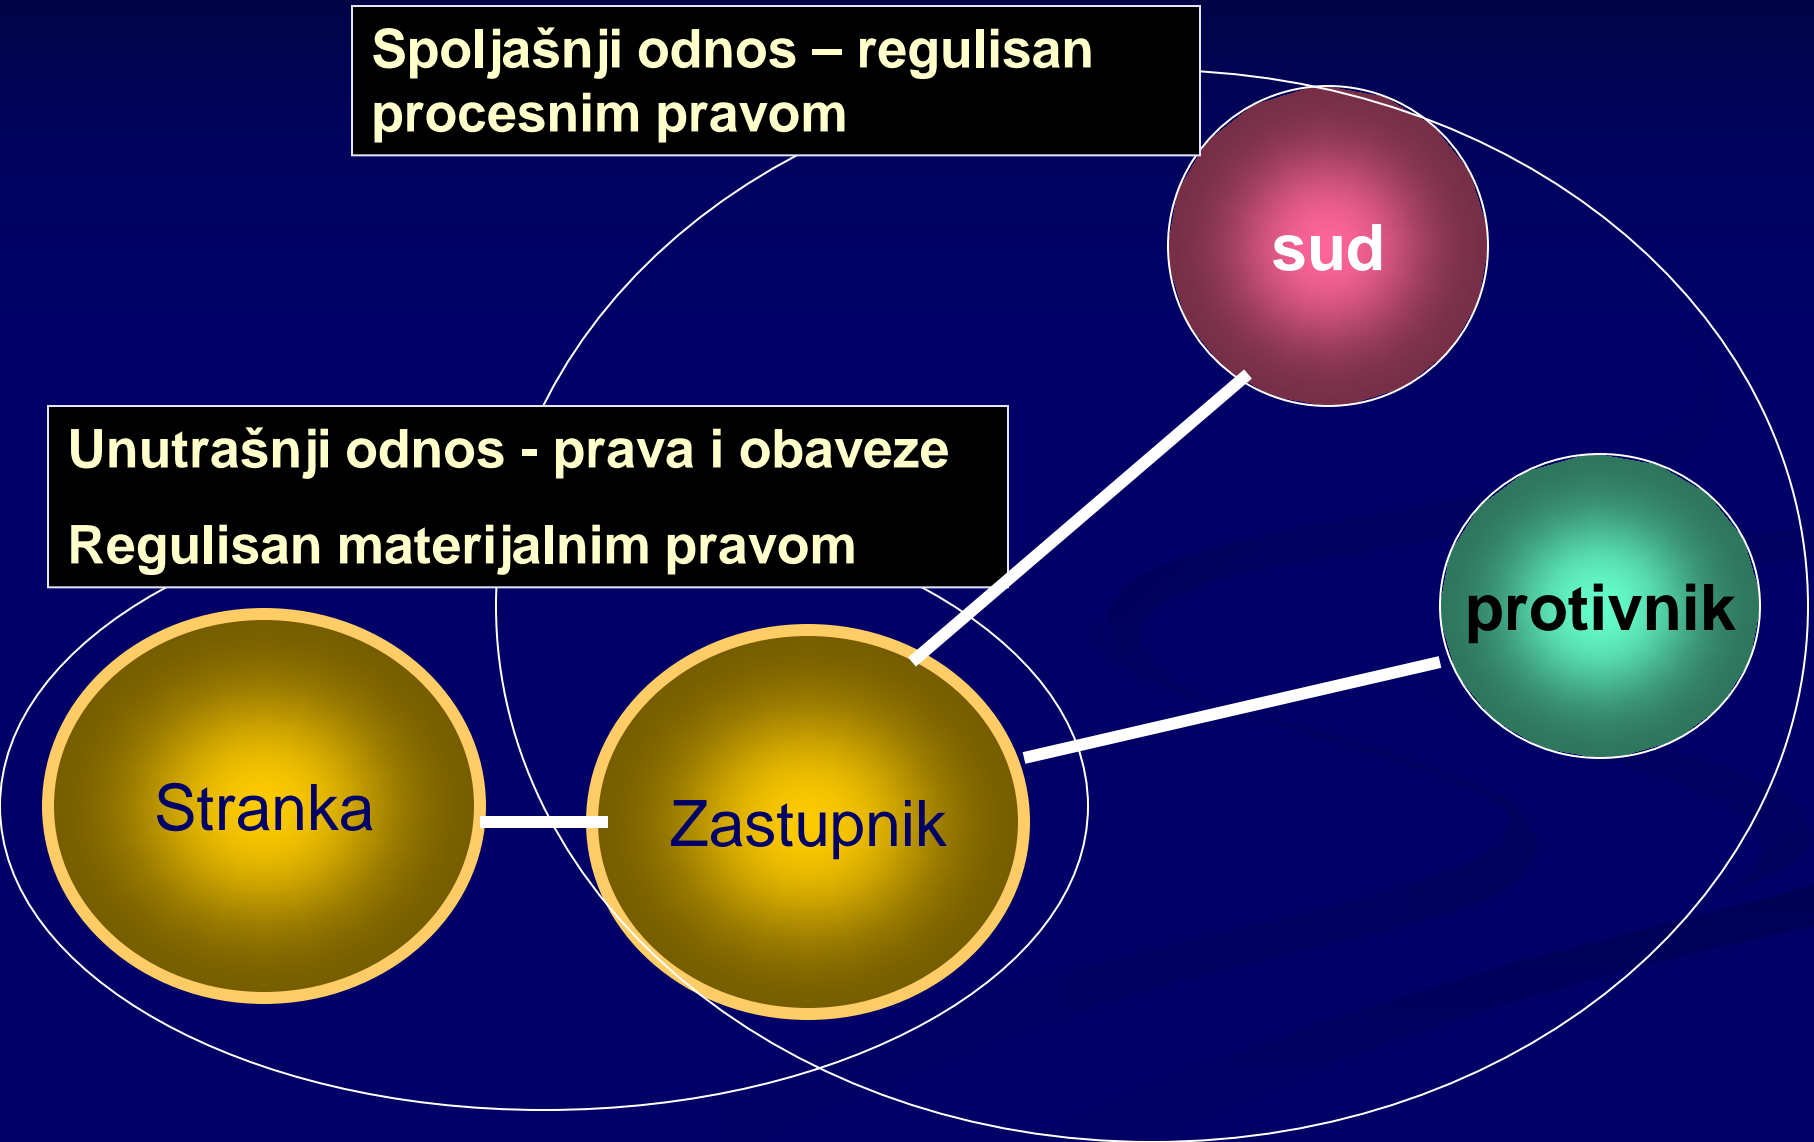 Spoljašnji odnos – regulisan
procesnim pravom
sud
Unutrašnji odnos - prava i obaveze
Regulisan materijalnim pravom
protivnik
Stranka
Zastupnik